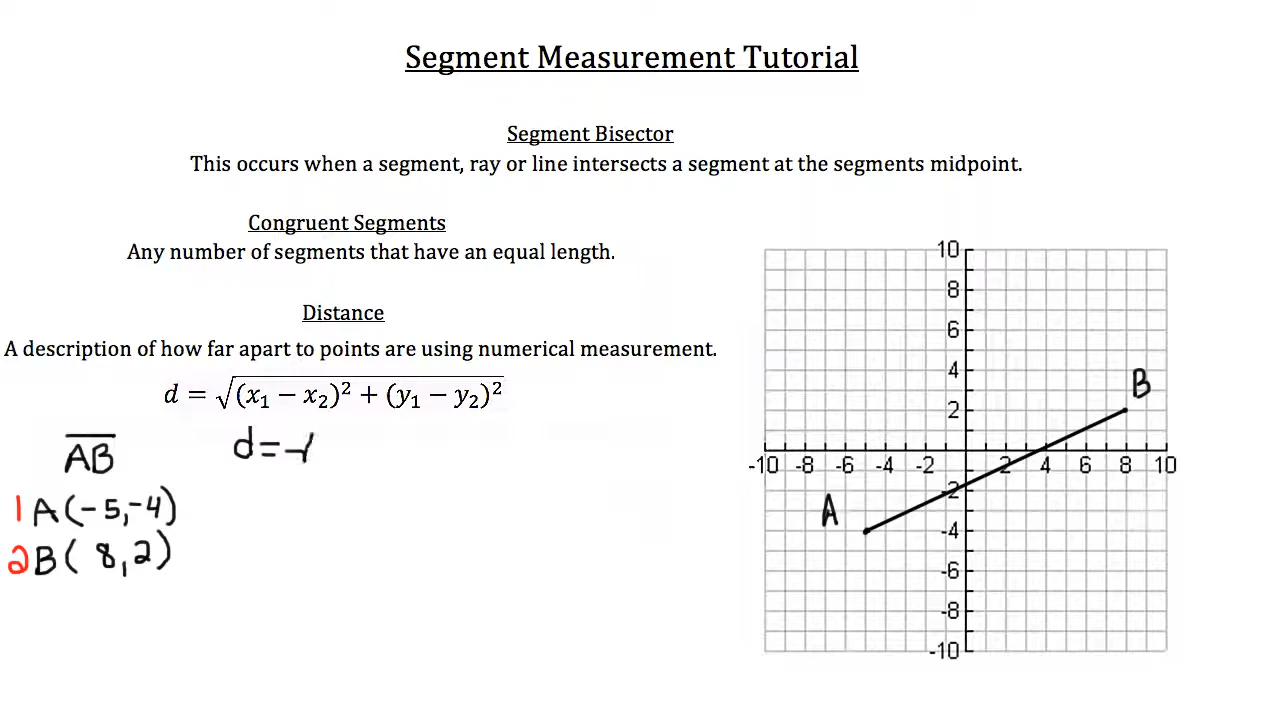 Segment Measurement Tutorial
Segment Bisector
This occurs when a segment, ray or line intersects a segment at the segments midpoint.
Congruent Segments
Any number of segments that have an equal length.
Distance
A description of how far apart to points are using numerical measurement.
d = √(x₁ − x₂)² + (y₁ − y₂)²
AB
d=
1 A(-5,-4)
2 B( 8,2)
10
8
6
4
2
-10 -8 -6 -4 -2 2 4 6 8 10
-2
-4
-6
-8
-10
A
B